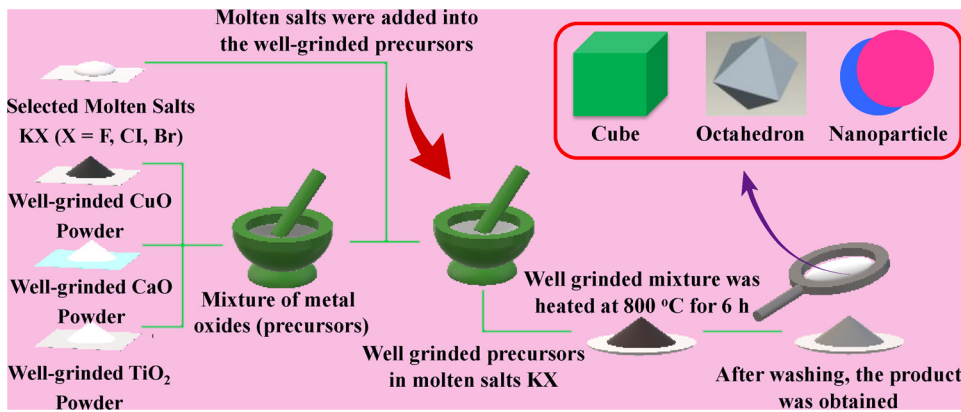 Molten salts were added into
the well-grinded precursors
Selected Molten Salts
KX (X = F, CI, Br)
Well-grinded CuO
Powder
Well-grinded CaO
Powder
Well-grinded TiO₂
Powder
Mixture of metal
oxides (precursors)
Well grinded precursors
in molten salts KX
Well grinded mixture was
heated at 800 ᵒC for 6 h
After washing, the product
was obtained
Cube
Octahedron
Nanoparticle